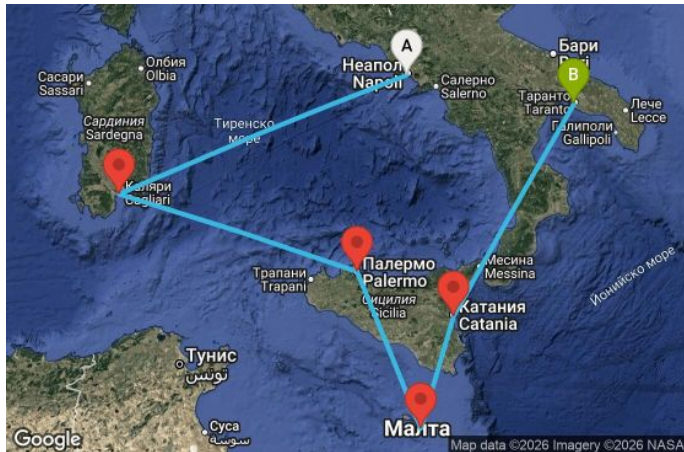 A
Неапол
Napoli
Бари
B
Олбия
Olbia
Сасари
Sassari
Салерно
Salerno
Таранто
Taranto
Лече
Lecce
Галиполи
Gallipoli
Сардиния
Sardegna
Тиренско
море
Каляри
Cagliari
Палермо
Palermo
Месина
Messina
Трапани
Trapani
Сицилия
Sicilia
Катания
Catania
Йонийско море
Тунис
تونس
Малта
Суса
سوسة
Google
Map data ©2026 Imagery ©2026 NASA